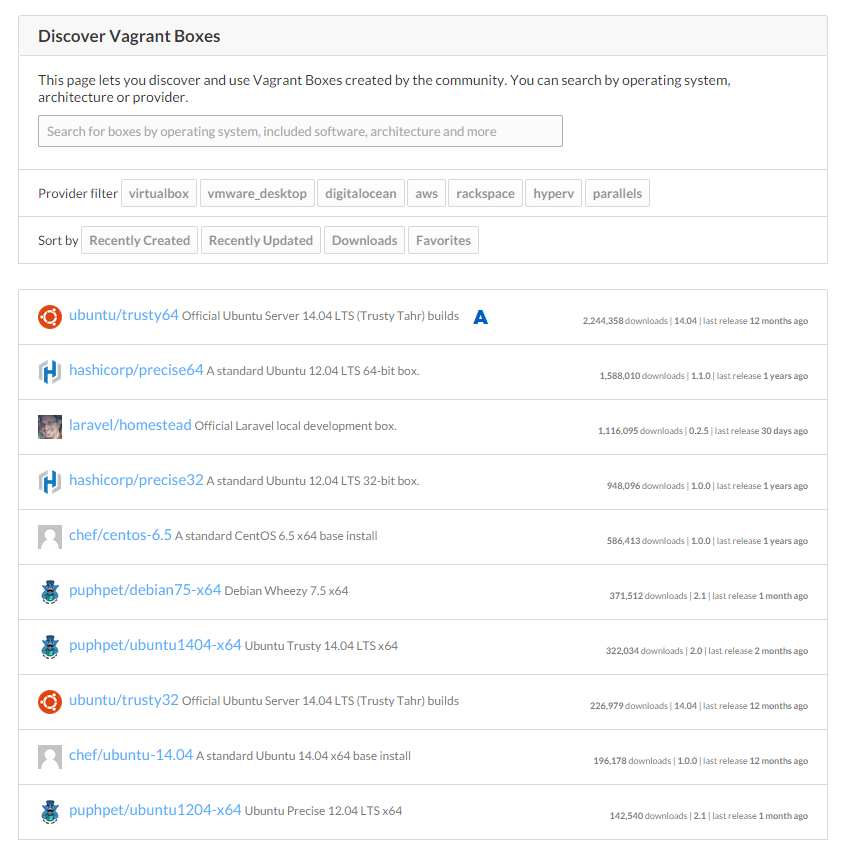 Discover Vagrant Boxes
This page lets you discover and use Vagrant Boxes created by the community. You can search by operating system,
architecture or provider.
Search for boxes by operating system, included software, architecture and more
Provider filter virtualbox vmware_desktop digitalocean aws rackspace hyperv parallels
Sort by Recently Created Recently Updated Downloads Favorites
ubuntu/trusty64 Official Ubuntu Server 14.04 LTS (Trusty Tahr) builds A 2,244,358 downloads | 14.04 | last release 12 months ago
hashicorp/precise64 A standard Ubuntu 12.04 LTS 64-bit box. 1,588,010 downloads | 1.1.0 | last release 1 years ago
laravel/homestead Official Laravel local development box. 1,116,095 downloads | 0.2.5 | last release 30 days ago
hashicorp/precise32 A standard Ubuntu 12.04 LTS 32-bit box. 948,096 downloads | 1.0.0 | last release 1 years ago
chef/centos-6.5 A standard CentOS 6.5 x64 base install 586,413 downloads | 1.0.0 | last release 1 years ago
puphpet/debian75-x64 Debian Wheezy 7.5 x64 371,512 downloads | 2.1 | last release 1 month ago
puphpet/ubuntu1404-x64 Ubuntu Trusty 14.04 LTS x64 322,034 downloads | 2.0 | last release 2 months ago
ubuntu/trusty32 Official Ubuntu Server 14.04 LTS (Trusty Tahr) builds 226,979 downloads | 14.04 | last release 12 months ago
chef/ubuntu-14.04 A standard Ubuntu 14.04 x64 base install 196,178 downloads | 1.0.0 | last release 12 months ago
puphpet/ubuntu1204-x64 Ubuntu Precise 12.04 LTS x64 142,540 downloads | 2.1 | last release 1 month ago